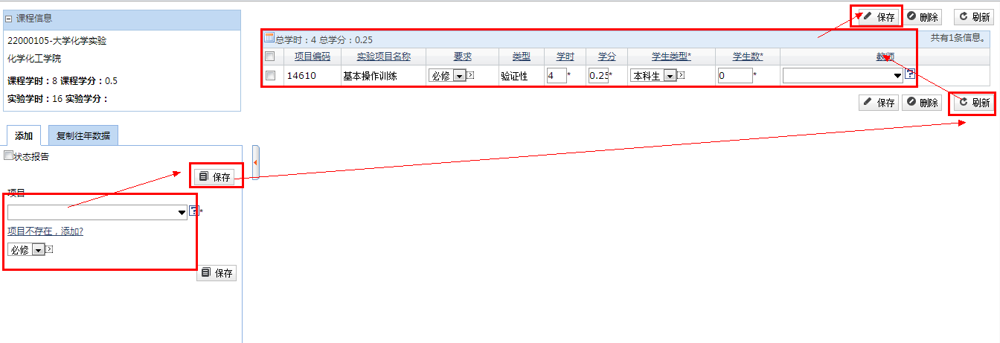 课程信息
22000105-大学化学实验
化学化工学院
课程学时：8 课程学分：0.5
实验学时：16 实验学分：
添加 复制往年数据
状态报告
保存
项目
?*
项目不存在，添加?
必修
保存
保存 删除 刷新
总学时：4 总学分：0.25 共有1条信息。
项目编码 实验项目名称 要求 类型 学时 学分 学生类型* 学生数* 教师
14610 基本操作训练 必修 验证性 4 * 0.25 * 本科生 0 * ?
保存 删除 刷新